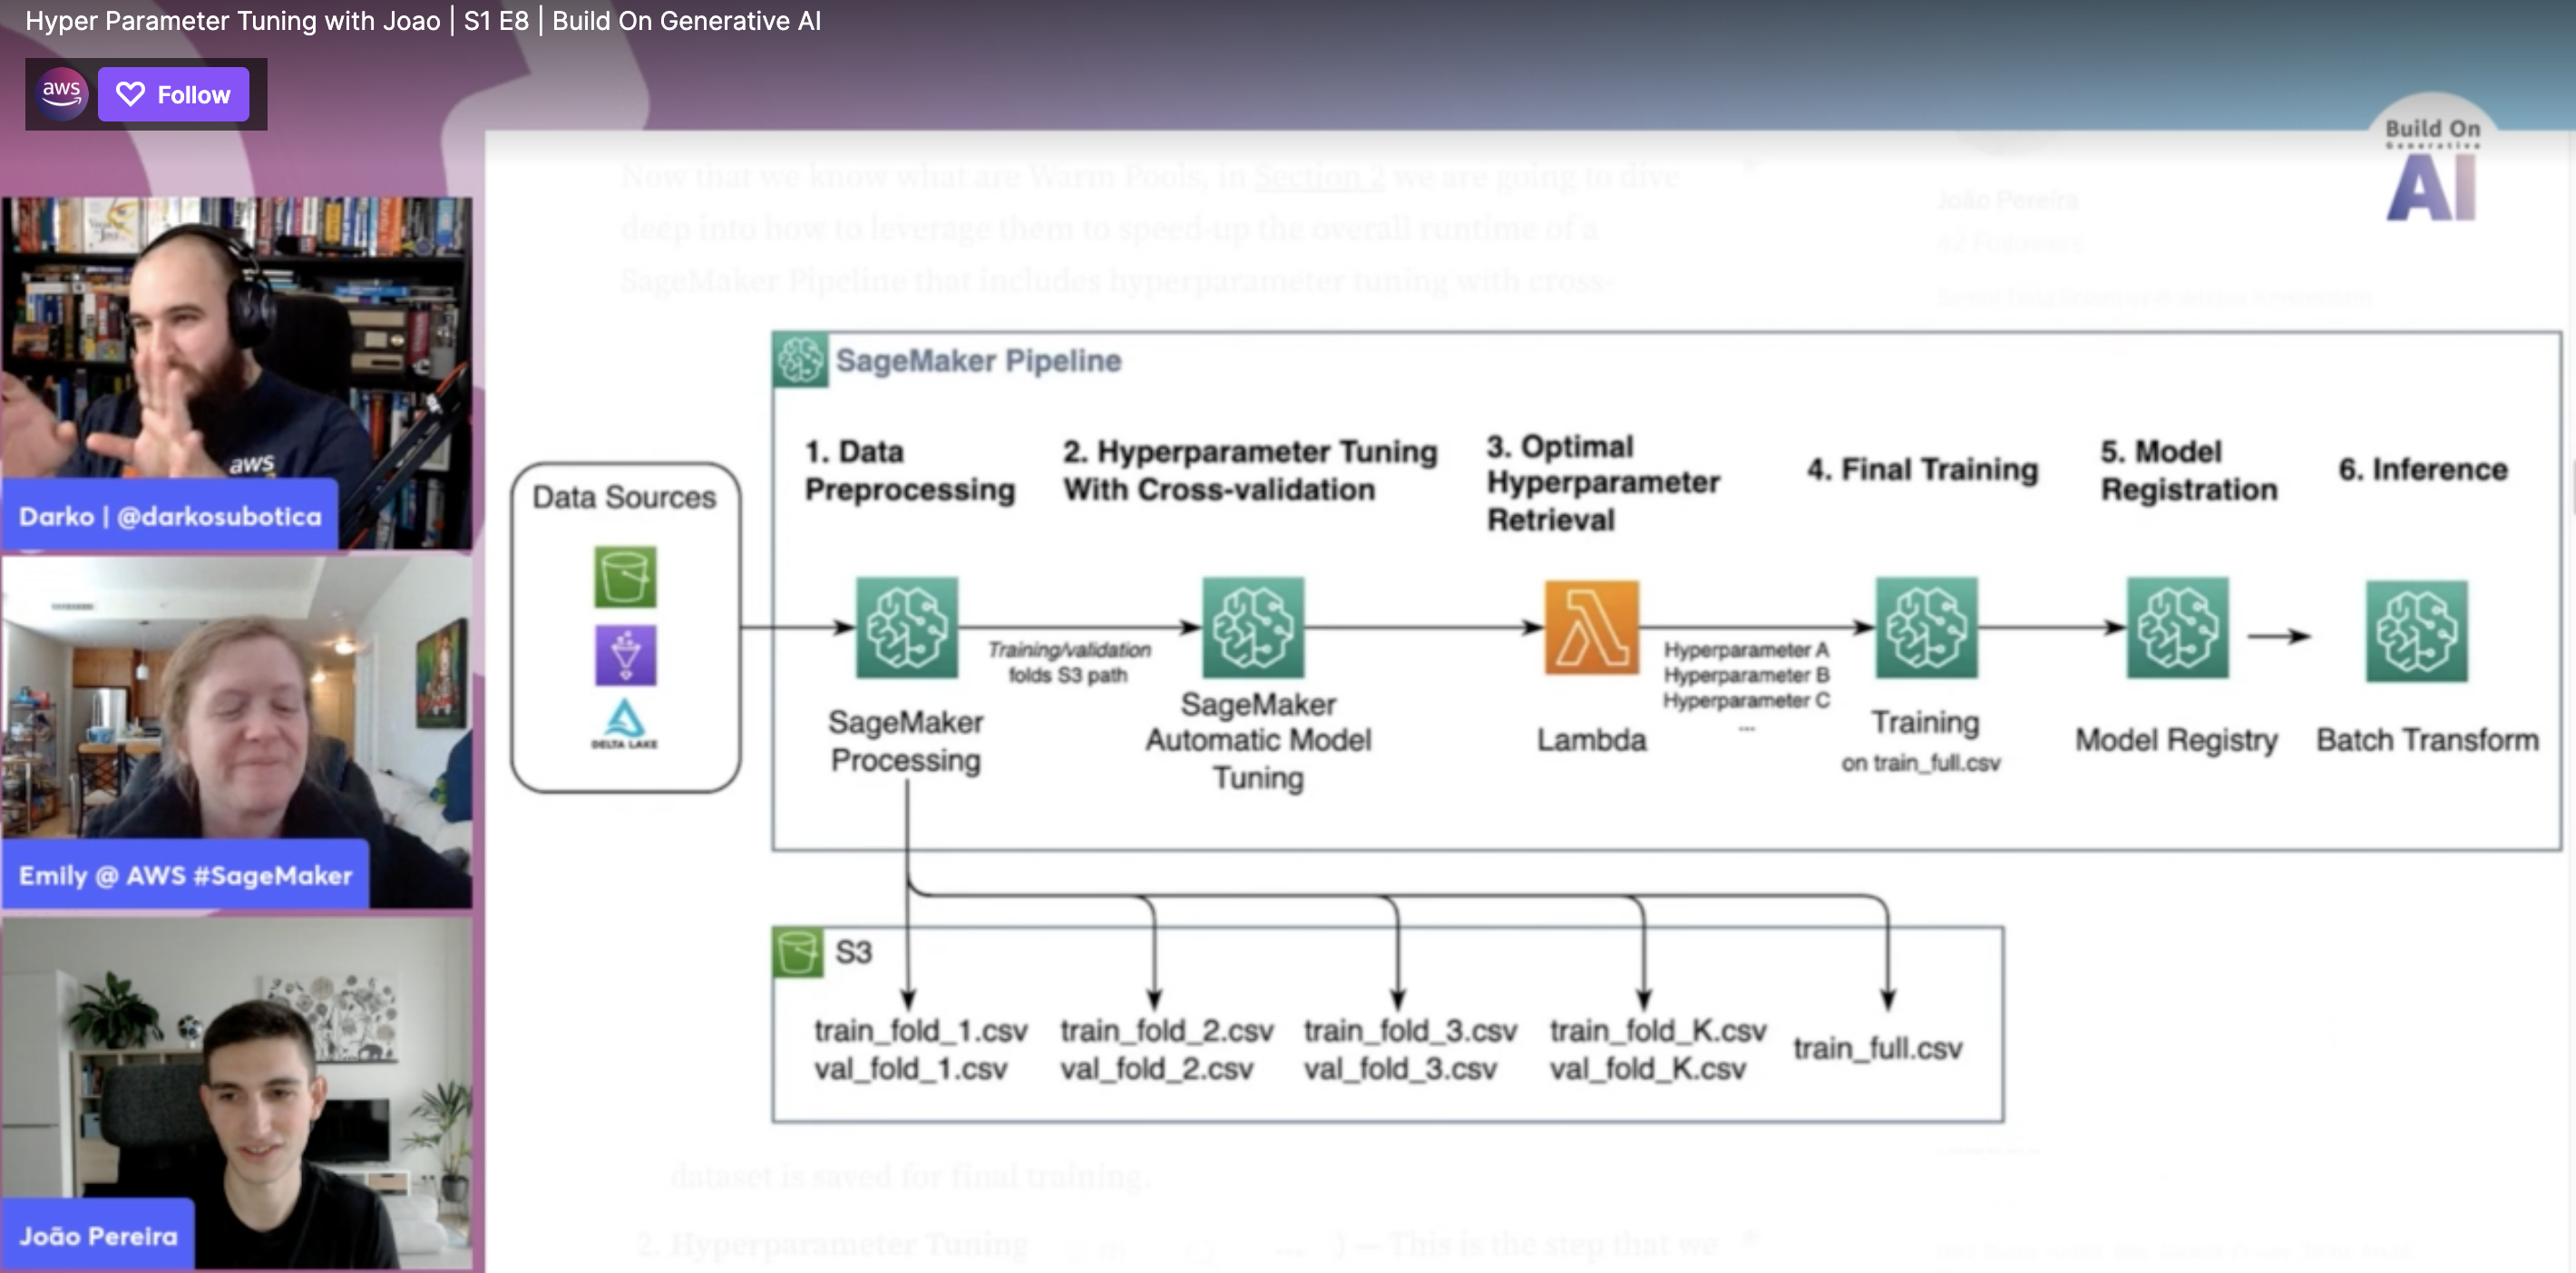 Hyper Parameter Tuning with Joao | S1 E8 | Build On Generative AI
aws
Follow
Build On
Generative
AI
Now that we know what are Warm Pools, in Section 2 we are going to dive
deep into how to leverage them to speed-up the overall runtime of a
SageMaker Pipeline that includes hyperparameter tuning with cross-
João Pereira
42 Followers
aws
Darko | @darkosubotica
Emily @ AWS #SageMaker
João Pereira
SageMaker Pipeline
1. Data
Preprocessing
2. Hyperparameter Tuning
With Cross-validation
3. Optimal
Hyperparameter
Retrieval
4. Final Training
5. Model
Registration
6. Inference
Data Sources
DELTA LAKE
Training/validation
folds S3 path
Hyperparameter A
Hyperparameter B
Hyperparameter C
...
SageMaker
Processing
SageMaker
Automatic Model
Tuning
Lambda
Training
on train_full.csv
Model Registry
Batch Transform
S3
train_fold_1.csv
val_fold_1.csv
train_fold_2.csv
val_fold_2.csv
train_fold_3.csv
val_fold_3.csv
train_fold_K.csv
val_fold_K.csv
train_full.csv
dataset is saved for final training.
2. Hyperparameter Tuning
) — This is the step that we